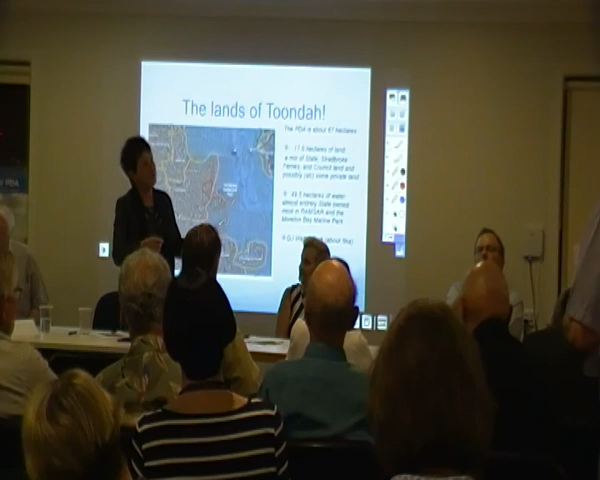 The lands of Toondah!
The PDA is about 67 hectares
17.5 hectares of land
a mix of State, Stradbroke
Ferries, and Council land and
possibly (sic) some private land
49.5 hectares of water
almost entirely State owned
most in RAMSAR and the
Moreton Bay Marine Park